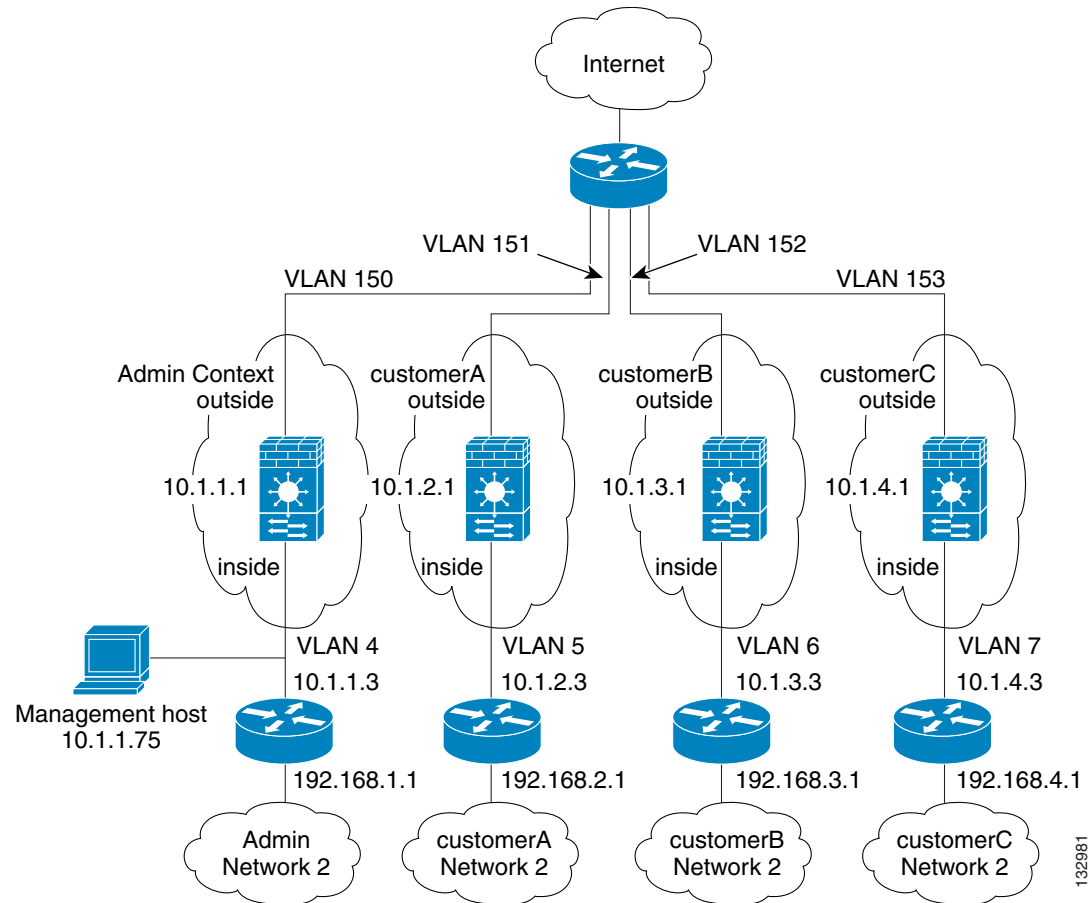 Internet
VLAN 151
VLAN 152
VLAN 150
VLAN 153
Admin Context
outside
customerA
outside
customerB
outside
customerC
outside
10.1.1.1
10.1.2.1
10.1.3.1
10.1.4.1
inside
inside
inside
inside
VLAN 4
VLAN 5
VLAN 6
VLAN 7
10.1.1.3
10.1.2.3
10.1.3.3
10.1.4.3
Management host
10.1.1.75
192.168.1.1
192.168.2.1
192.168.3.1
192.168.4.1
Admin
Network 2
customerA
Network 2
customerB
Network 2
customerC
Network 2
132981